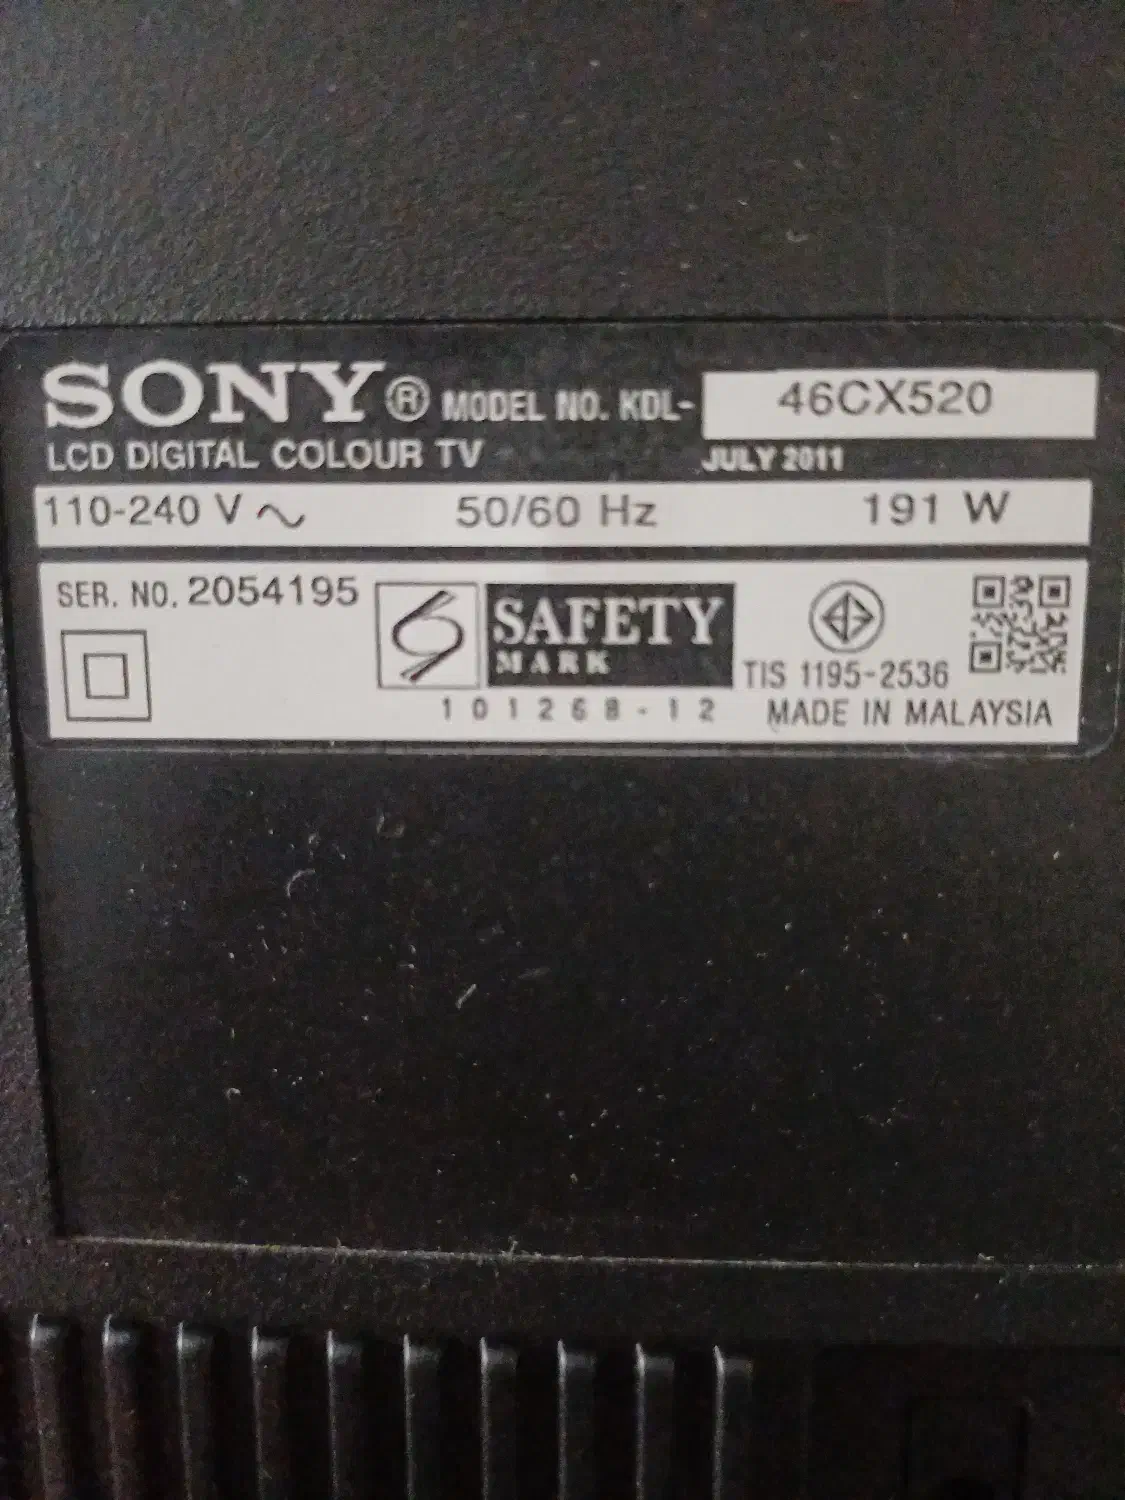 SONY® MODEL NO. KDL- 46CX520
LCD DIGITAL COLOUR TV JULY 2011
110-240 V ~ 50/60 Hz 191 W
SER. NO. 2054195
SAFETY
MARK
101268-12
TIS 1195-2536
MADE IN MALAYSIA